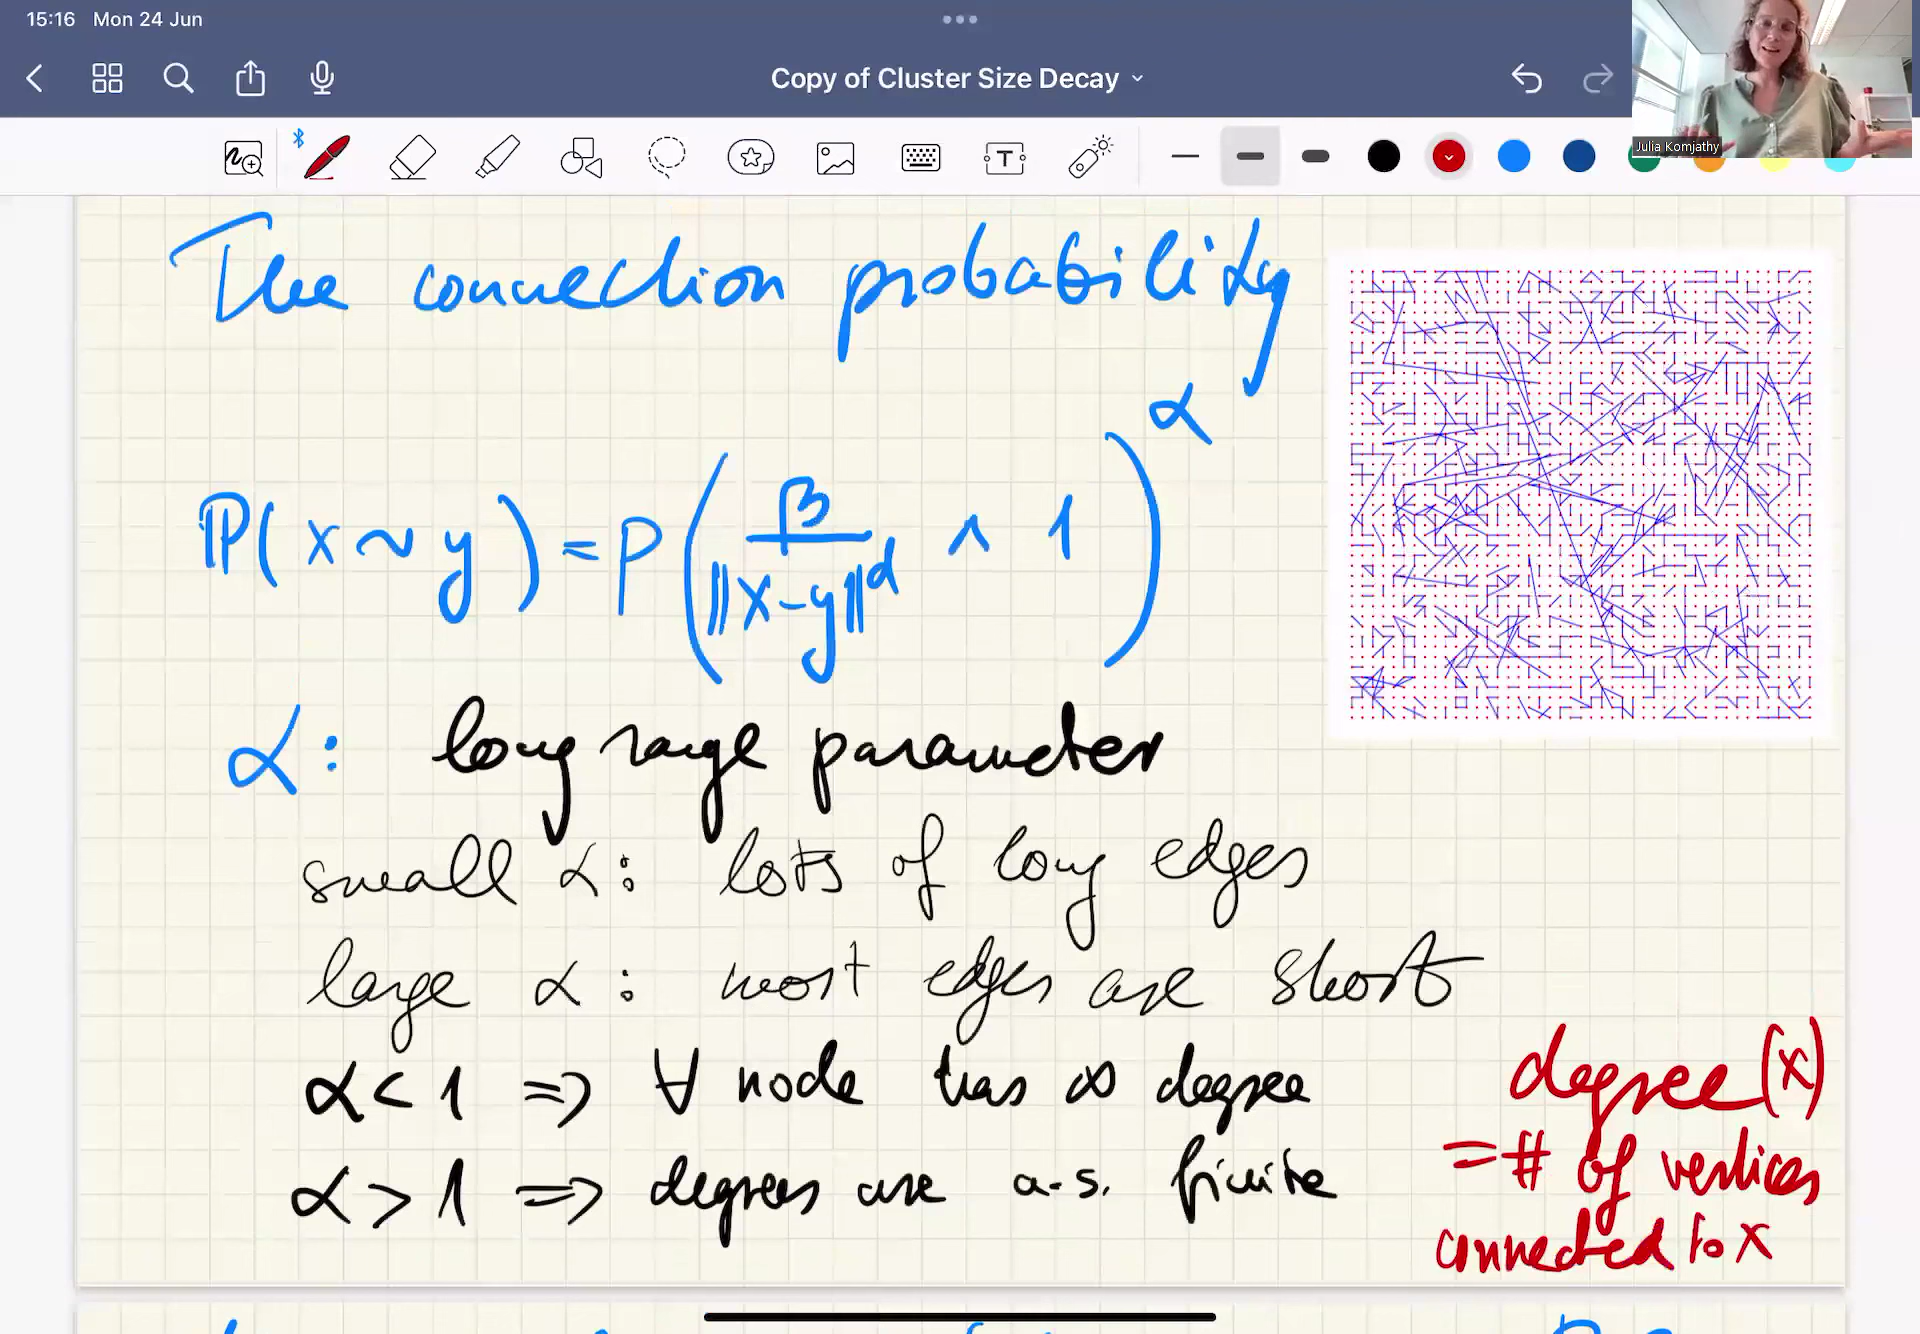 15:16 Mon 24 Jun
Copy of Cluster Size Decay
T
Julia Komjathy
The connection probability
ℙ(x~y) = p(β/‖x-y‖^d ∧ 1)^α
α: long range parameter
small α: lots of long edges
large α: most edges are short
α < 1 => ∀ node has ∞ degree
α > 1 => degrees are a.s. finite
degree(x)
= # of vertices
connected to x